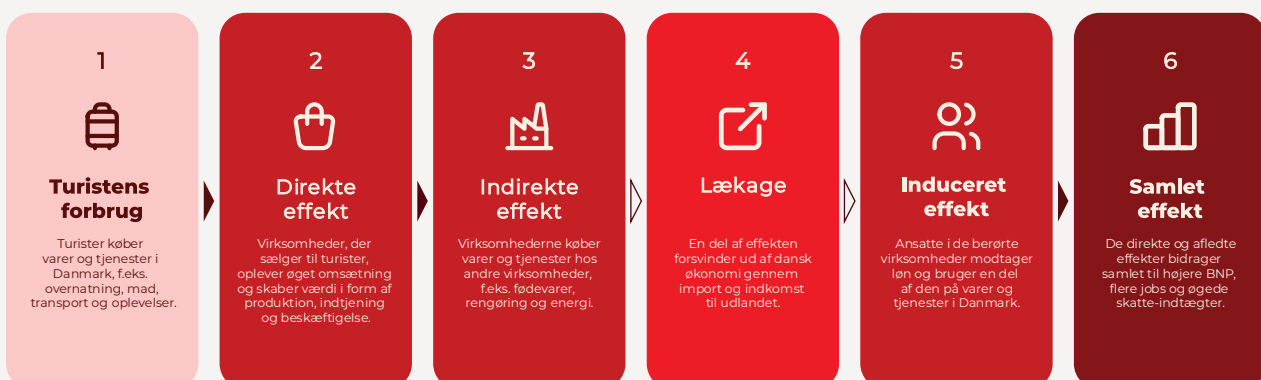 1
Turistens
forbrug
Turister køber
varer og tjenester i
Danmark, f.eks.
overnatning, mad,
transport og oplevelser.
2
Direkte
effekt
Virksomheder, der
sælger til turister,
oplever øget omsætning
og skaber værdi i form af
produktion, indtjening
og beskæftigelse.
3
Indirekte
effekt
Virksomhederne køber
varer og tjenester hos
andre virksomheder,
f.eks. fødevarer,
rengøring og energi.
4
Lækage
En del af effekten
forsvinder ud af dansk
økonomi gennem
import og indkomst
til udlandet.
5
Induceret
effekt
Ansatte i de berørte
virksomheder modtager
løn og bruger en del
af den på varer og
tjenester i Danmark.
6
Samlet
effekt
De direkte og afledte
effekter bidrager
samlet til højere BNP,
flere jobs og øgede
skatte-indtægter.